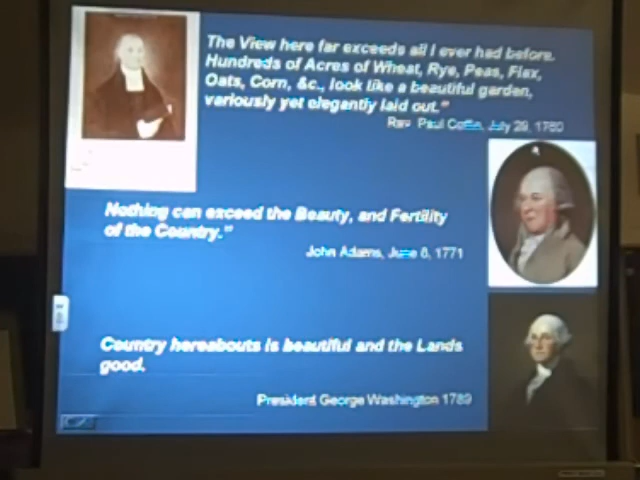 The View here far exceeds all I ever had before.
Hundreds of Acres of Wheat, Rye, Peas, Flax,
Oats, Corn, &c., look like a beautiful garden,
variously yet elegantly laid out."
Rev. Paul Coffin, July 29, 1760
Nothing can exceed the Beauty, and Fertility
of the Country."
John Adams, June 8, 1771
Country hereabouts is beautiful and the Lands
good.
President George Washington 1789